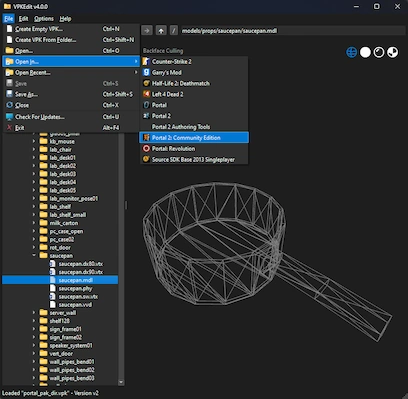 VPKEdit v4.0.0
File Edit Options Help
Create Empty VPK... Ctrl+N
Create VPK From Folder... Ctrl+Shift+N
Open... Ctrl+O
Open In...
Open Recent...
Save Ctrl+S
Save As... Ctrl+Shift+S
Close Ctrl+X
Check For Updates... Ctrl+U
Exit Alt+F4
/ models/props/saucepan/saucepan.mdl
Backface Culling
Counter-Strike 2
Garry's Mod
Half-Life 2: Deathmatch
Left 4 Dead 2
Portal
Portal 2
Portal 2 Authoring Tools
Portal 2: Community Edition
Portal: Revolution
Source SDK Base 2013 Singleplayer
kb_mouse
lab_chair
lab_desk01
lab_desk02
lab_desk03
lab_desk04
lab_desk05
lab_monitor_pose01
lab_shelf
lab_shelf_small
milk_carton
pc_case_open
pc_case02
rot_door
saucepan
saucepan.dx80.vtx
saucepan.dx90.vtx
saucepan.mdl
saucepan.phy
saucepan.sw.vtx
saucepan.vvd
server_wall
shelf128
sign_frame01
sign_frame02
speaker_system01
vert_door
wall_pipes_bend01
wall_pipes_bend02
wall_pipes_bend03
Loaded "portal_pak_dir.vpk" - Version v2